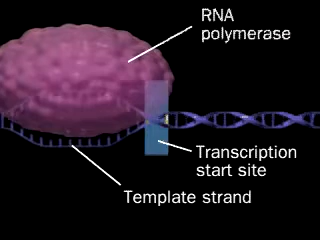 RNA
polymerase
Transcription
start site
Template strand